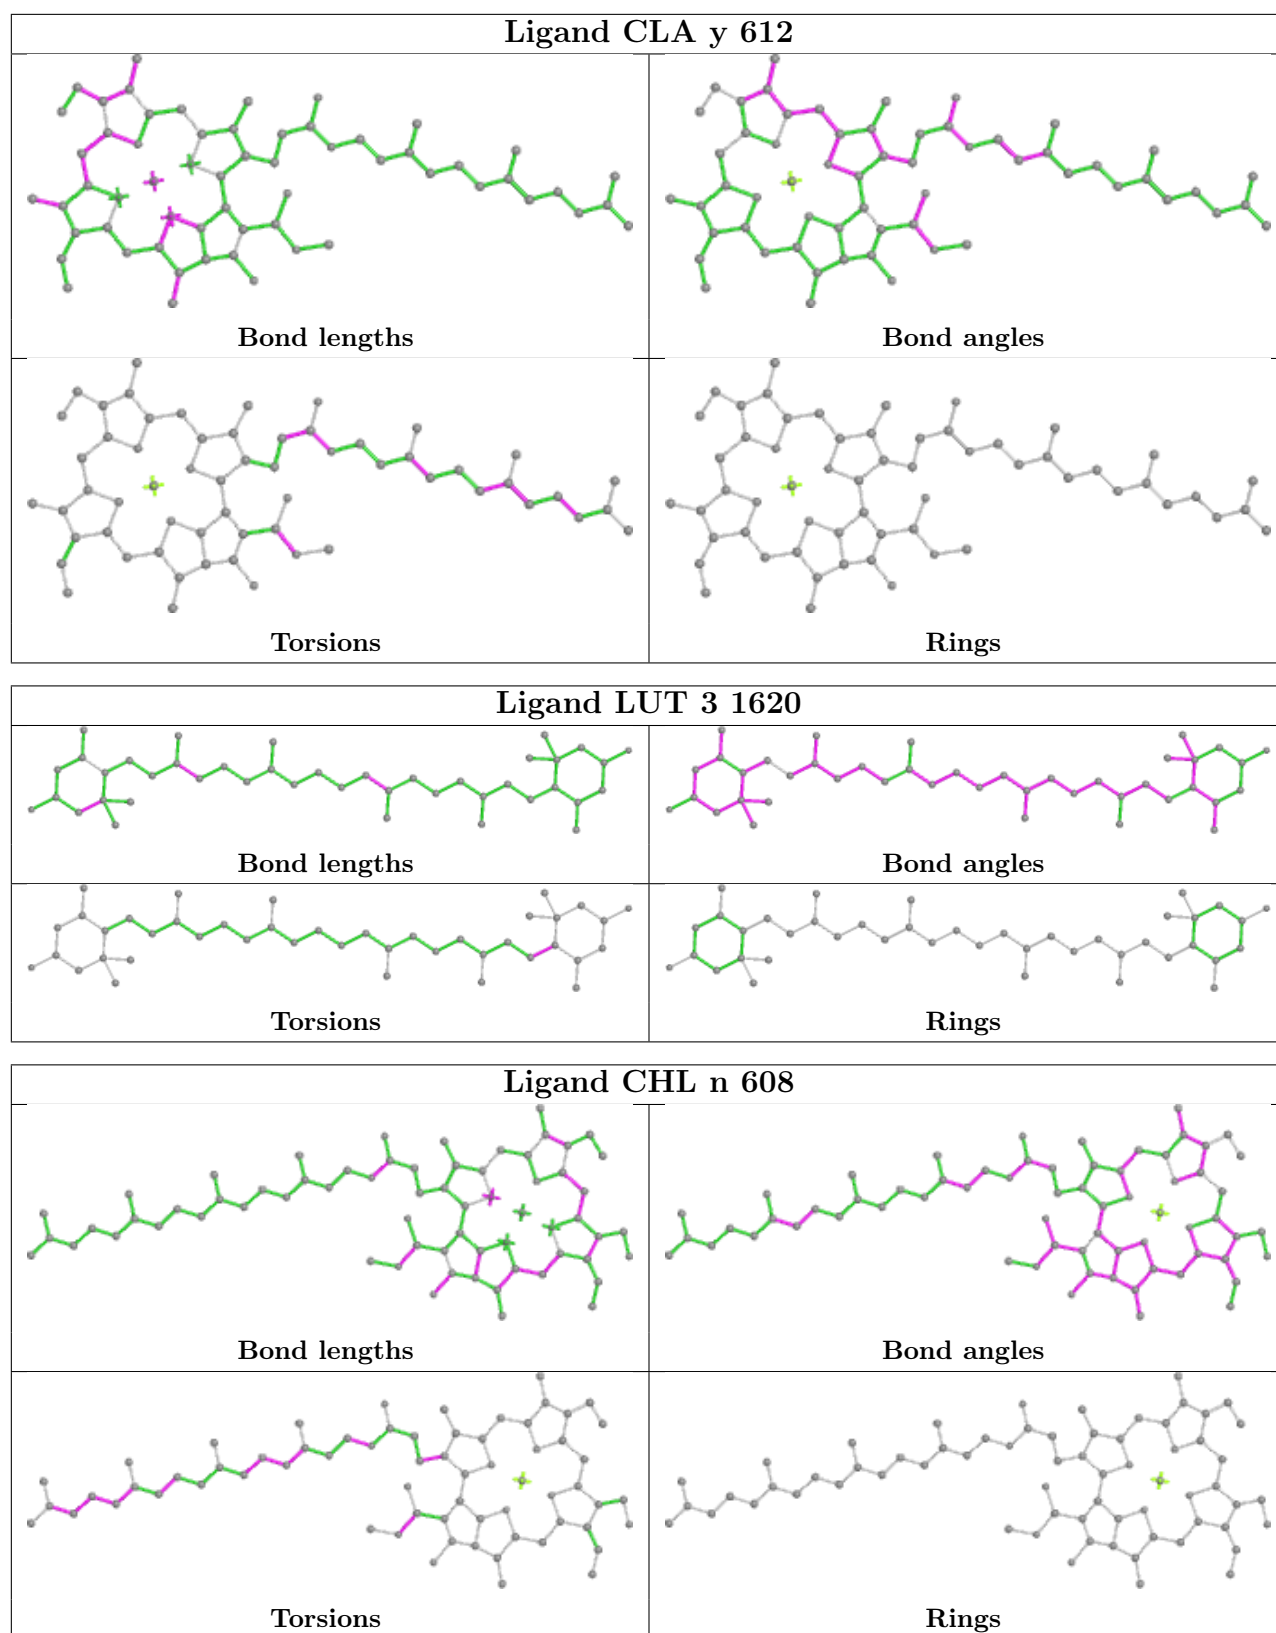 Ligand CLA y 612
Bond lengths
Bond angles
Torsions
Rings
Ligand LUT 3 1620
Bond lengths
Bond angles
Torsions
Rings
Ligand CHL n 608
Bond lengths
Bond angles
Torsions
Rings